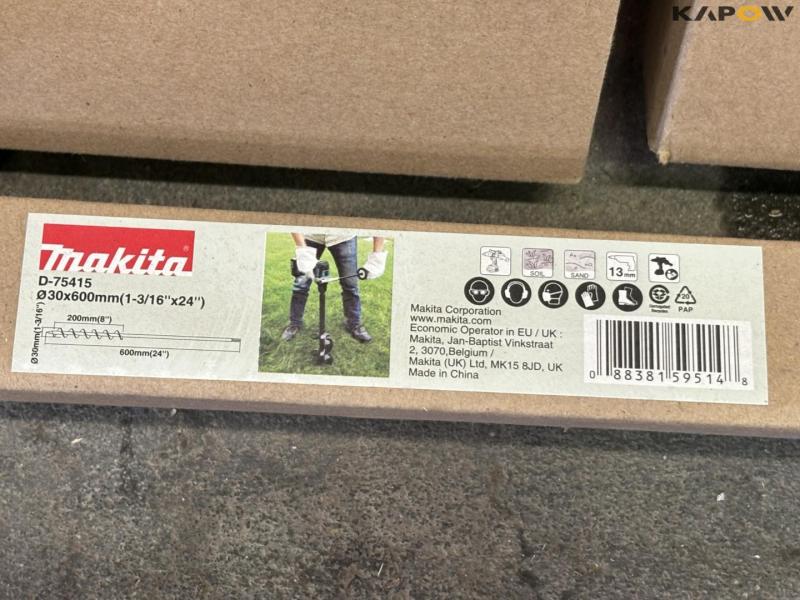 KAPOW
makita®
D-75415
Ø30x600mm(1-3/16"x24")
200mm(8")
Ø30mm(1-3/16")
600mm(24")
SOIL
SAND
13mm
Makita Corporation
www.makita.com
Economic Operator in EU / UK :
Makita, Jan-Baptist Vinkstraat
2, 3070,Belgium /
Makita (UK) Ltd, MK15 8JD, UK
Made in China
20
PAP
0 88381 59514 8